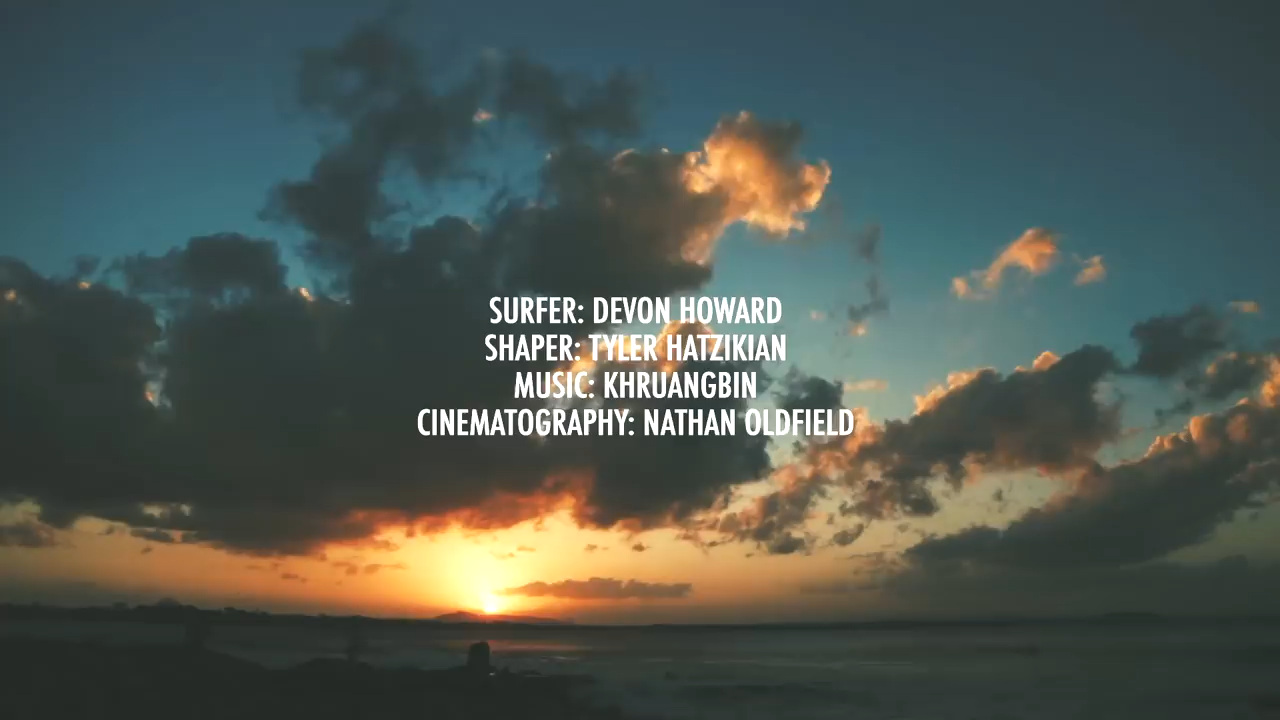 SURFER: DEVON HOWARD
SHAPER: TYLER HATZIKIAN
MUSIC: KHRUANGBIN
CINEMATOGRAPHY: NATHAN OLDFIELD